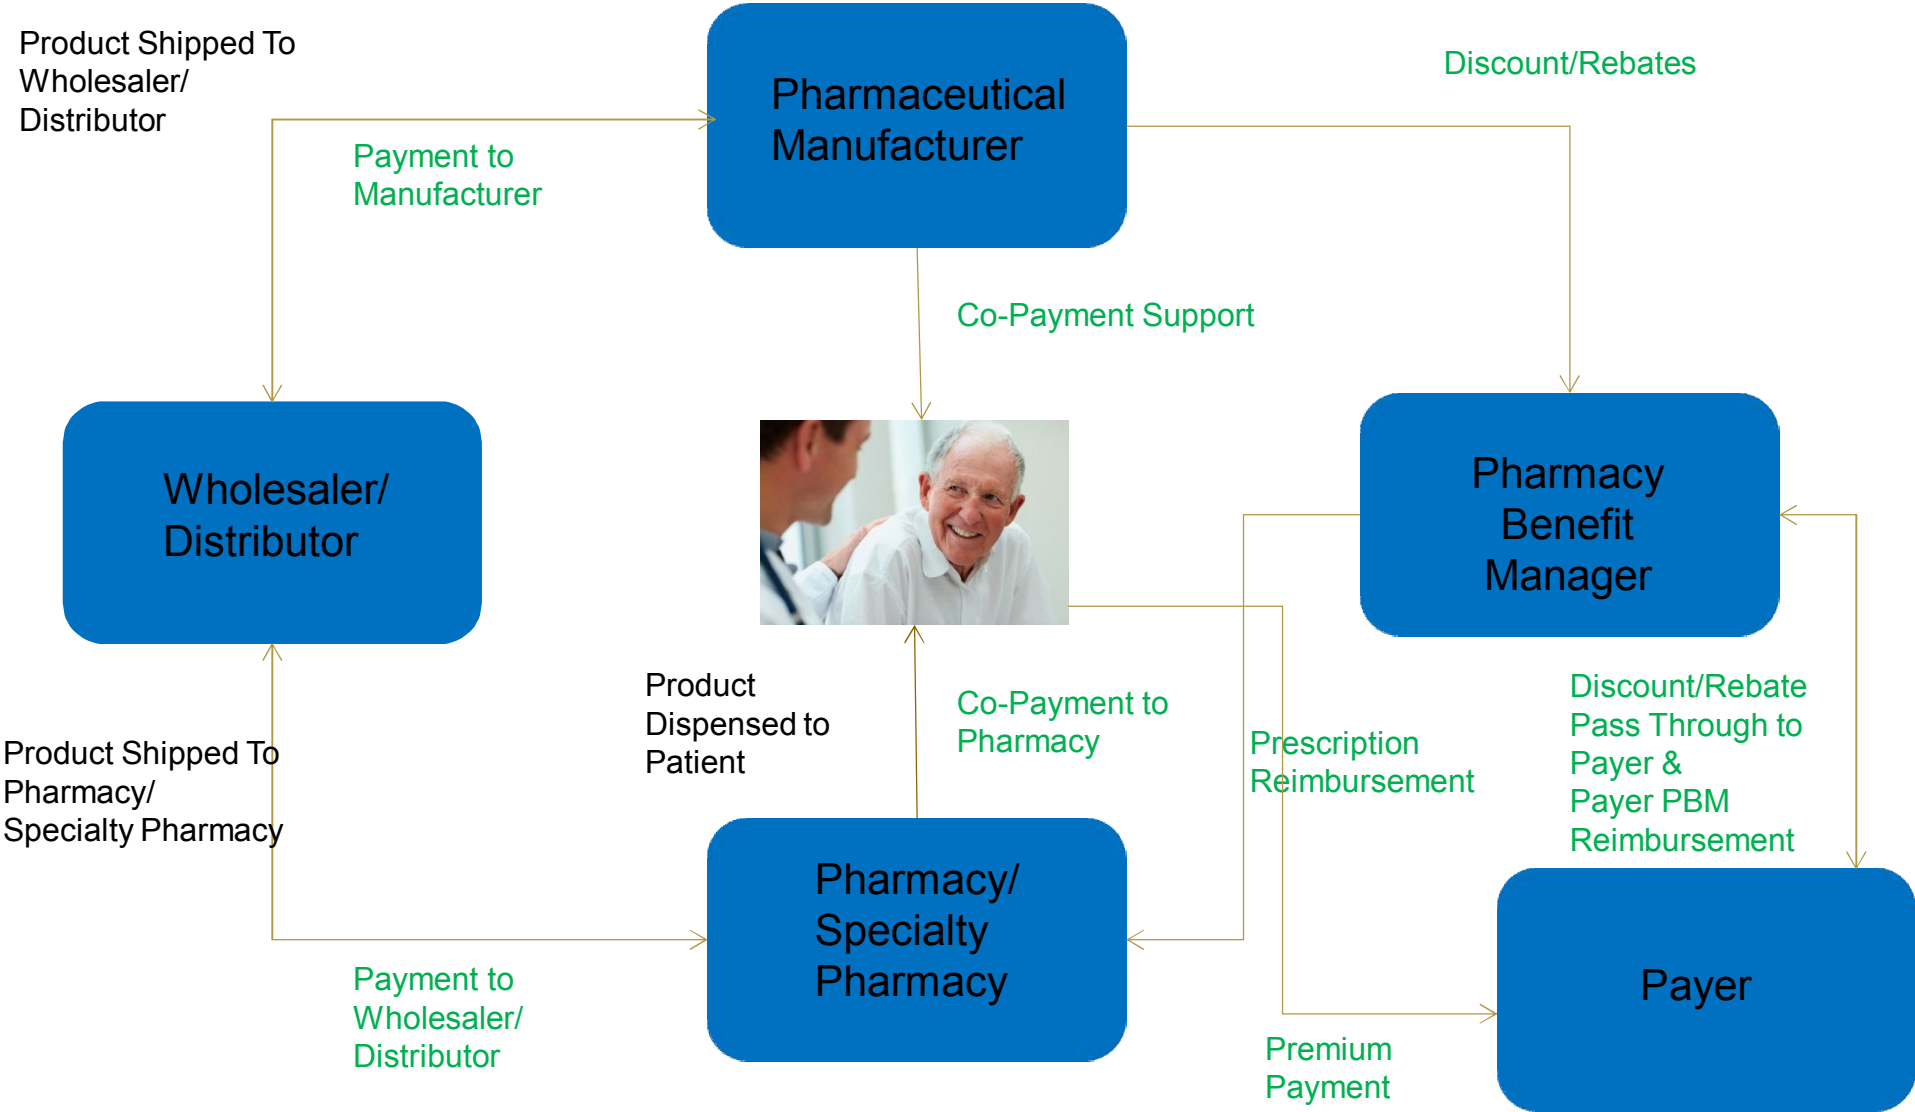 Product Shipped To
Wholesaler/
Distributor
Pharmaceutical
Manufacturer
Discount/Rebates
Payment to
Manufacturer
Co-Payment Support
Wholesaler/
Distributor
Pharmacy
Benefit
Manager
Product
Dispensed to
Patient
Co-Payment to
Pharmacy
Prescription
Reimbursement
Discount/Rebate
Pass Through to
Payer &
Payer PBM
Reimbursement
Product Shipped To
Pharmacy/
Specialty Pharmacy
Pharmacy/
Specialty
Pharmacy
Payer
Payment to
Wholesaler/
Distributor
Premium
Payment